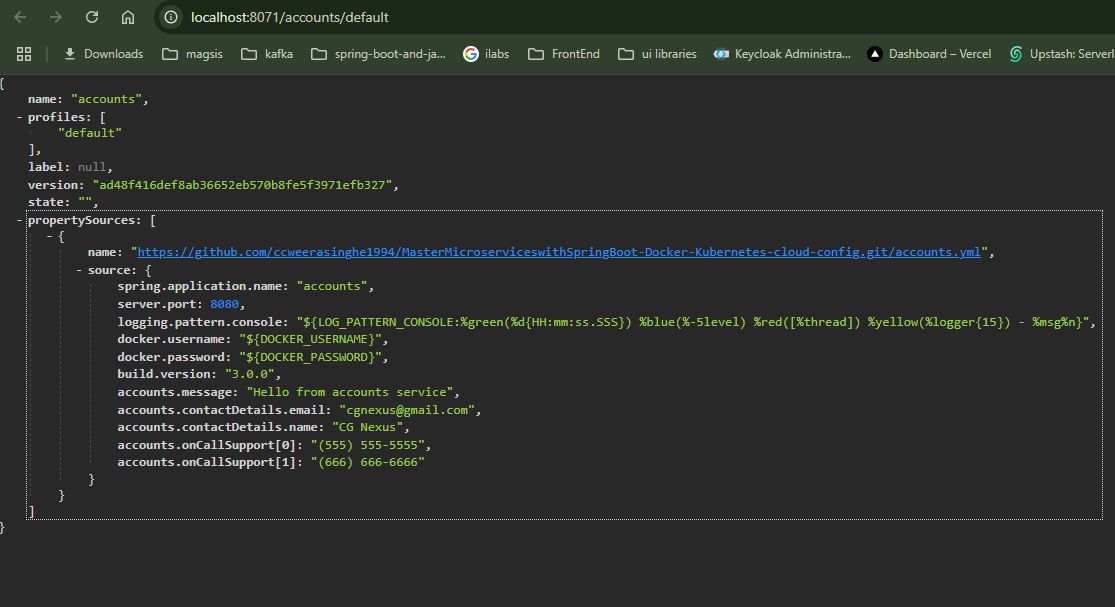 localhost:8071/accounts/default
Downloads magsis kafka spring-boot-and-ja... ilabs FrontEnd ui libraries Keycloak Administra... Dashboard – Vercel Upstash: Serverl
{
name: "accounts",
- profiles: [
"default"
],
label: null,
version: "ad48f416def8ab36652eb570b8fe5f3971efb327",
state: "",
- propertySources: [
- {
name: "https://github.com/ccweerasinghe1994/MasterMicroserviceswithSpringBoot-Docker-Kubernetes-cloud-config.git/accounts.yml",
- source: {
spring.application.name: "accounts",
server.port: 8080,
logging.pattern.console: "${LOG_PATTERN_CONSOLE:%green(%d{HH:mm:ss.SSS}) %blue(%-5level) %red([%thread]) %yellow(%logger{15}) - %msg%n}",
docker.username: "${DOCKER_USERNAME}",
docker.password: "${DOCKER_PASSWORD}",
build.version: "3.0.0",
accounts.message: "Hello from accounts service",
accounts.contactDetails.email: "cgnexus@gmail.com",
accounts.contactDetails.name: "CG Nexus",
accounts.onCallSupport[0]: "(555) 555-5555",
accounts.onCallSupport[1]: "(666) 666-6666"
}
}
]
}